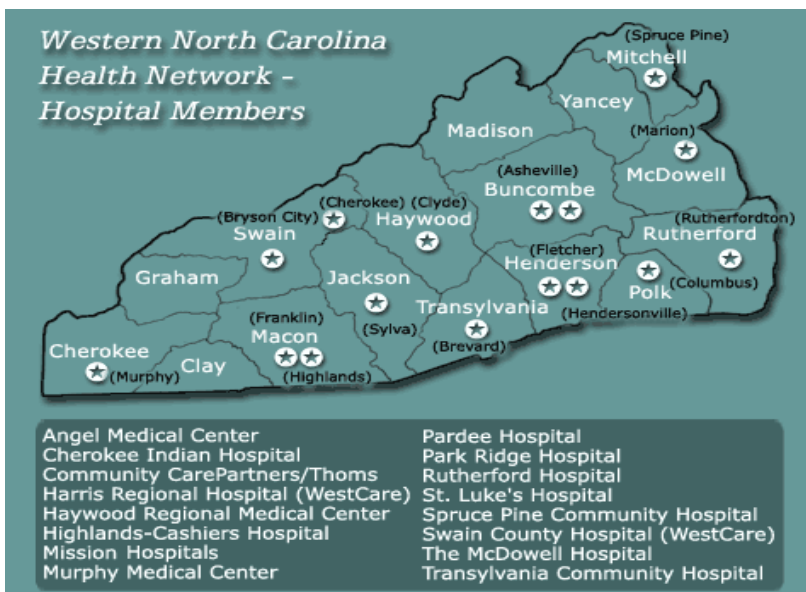 Western North Carolina
Health Network –
Hospital Members
(Spruce Pine)
Mitchell
Yancey
Madison
(Marion)
McDowell
(Asheville)
Buncombe
(Cherokee) (Clyde)
Haywood
(Bryson City)
Swain
(Rutherfordton)
Rutherford
(Fletcher)
Henderson
Graham
Jackson
(Columbus)
Polk
Transylvania
(Hendersonville)
(Franklin)
Macon
(Sylva)
(Brevard)
Cherokee
(Murphy)
Clay
(Highlands)
Angel Medical Center
Cherokee Indian Hospital
Community CarePartners/Thoms
Harris Regional Hospital (WestCare)
Haywood Regional Medical Center
Highlands-Cashiers Hospital
Mission Hospitals
Murphy Medical Center
Pardee Hospital
Park Ridge Hospital
Rutherford Hospital
St. Luke's Hospital
Spruce Pine Community Hospital
Swain County Hospital (WestCare)
The McDowell Hospital
Transylvania Community Hospital